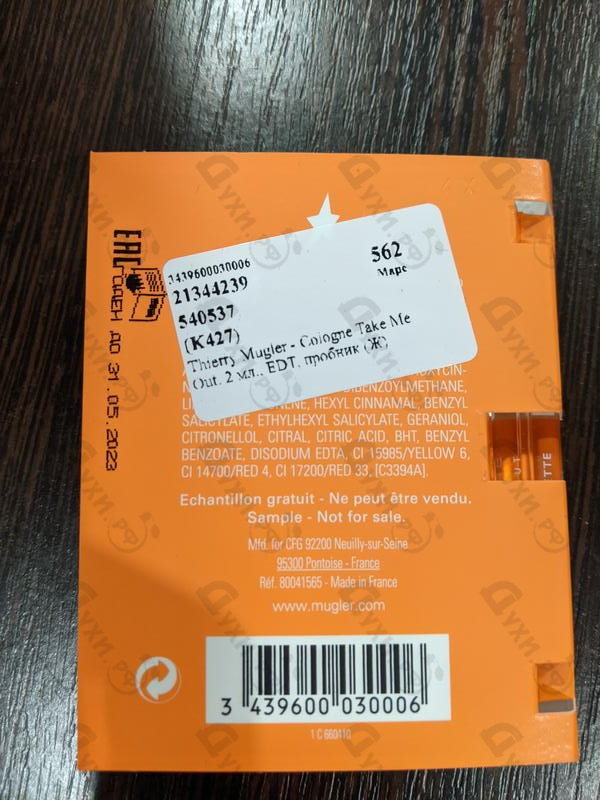 EAC
ГОДЕН ДО 31.05.2023
3439600030006
21344239
562
Марс
540537
(K427)
Thierry Mugler - Cologne Take Me
Out, 2 мл., EDT, пробник (Ж)
DIBENZOYLMETHANE,
HEXYL CINNAMAL, BENZYL
SALICYLATE, ETHYLHEXYL SALICYLATE, GERANIOL,
CITRONELLOL, CITRAL, CITRIC ACID, BHT, BENZYL
BENZOATE, DISODIUM EDTA, CI 15985/YELLOW 6,
CI 14700/RED 4, CI 17200/RED 33. [C3394A].
Echantillon gratuit - Ne peut être vendu.
Sample - Not for sale.
Mfd. for CFG 92200 Neuilly-sur-Seine
95300 Pontoise - France
Réf. 80041565 - Made in France
www.mugler.com
3 439600 030006
1 C 660410
ДУХИ.РФ